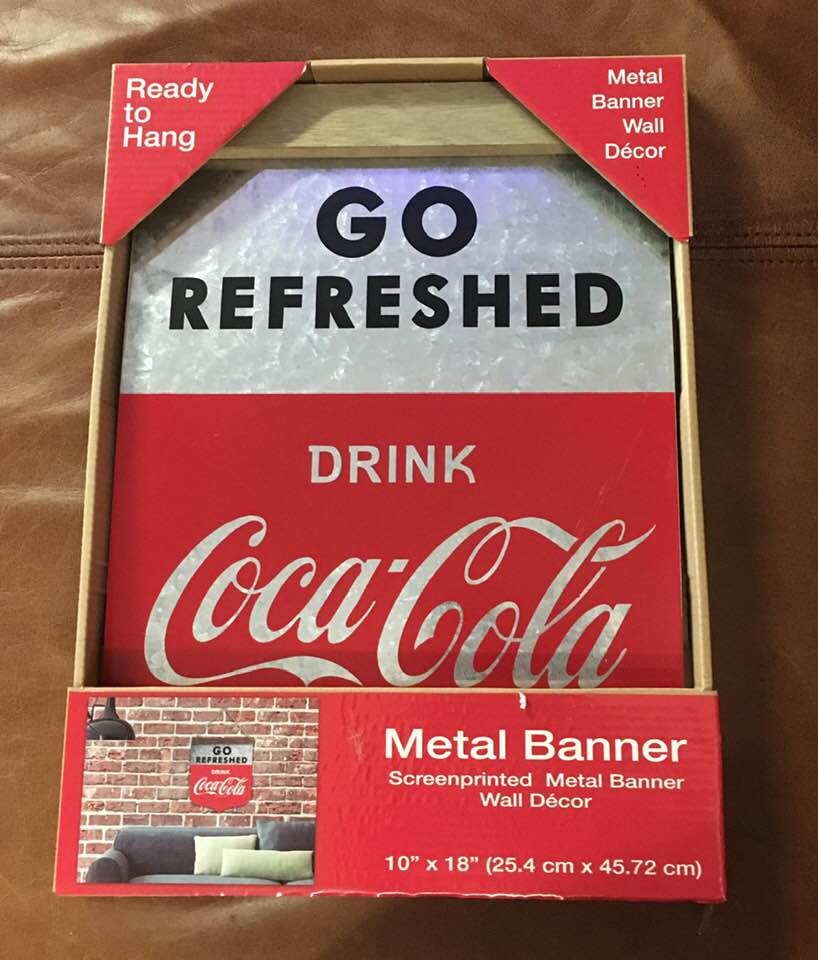 Ready
to
Hang
Metal
Banner
Wall
Décor
GO
REFRESHED
DRINK
Coca-Cola
GO
REFRESHED
DRINK
Coca-Cola
Metal Banner
Screenprinted Metal Banner
Wall Décor
10" x 18" (25.4 cm x 45.72 cm)